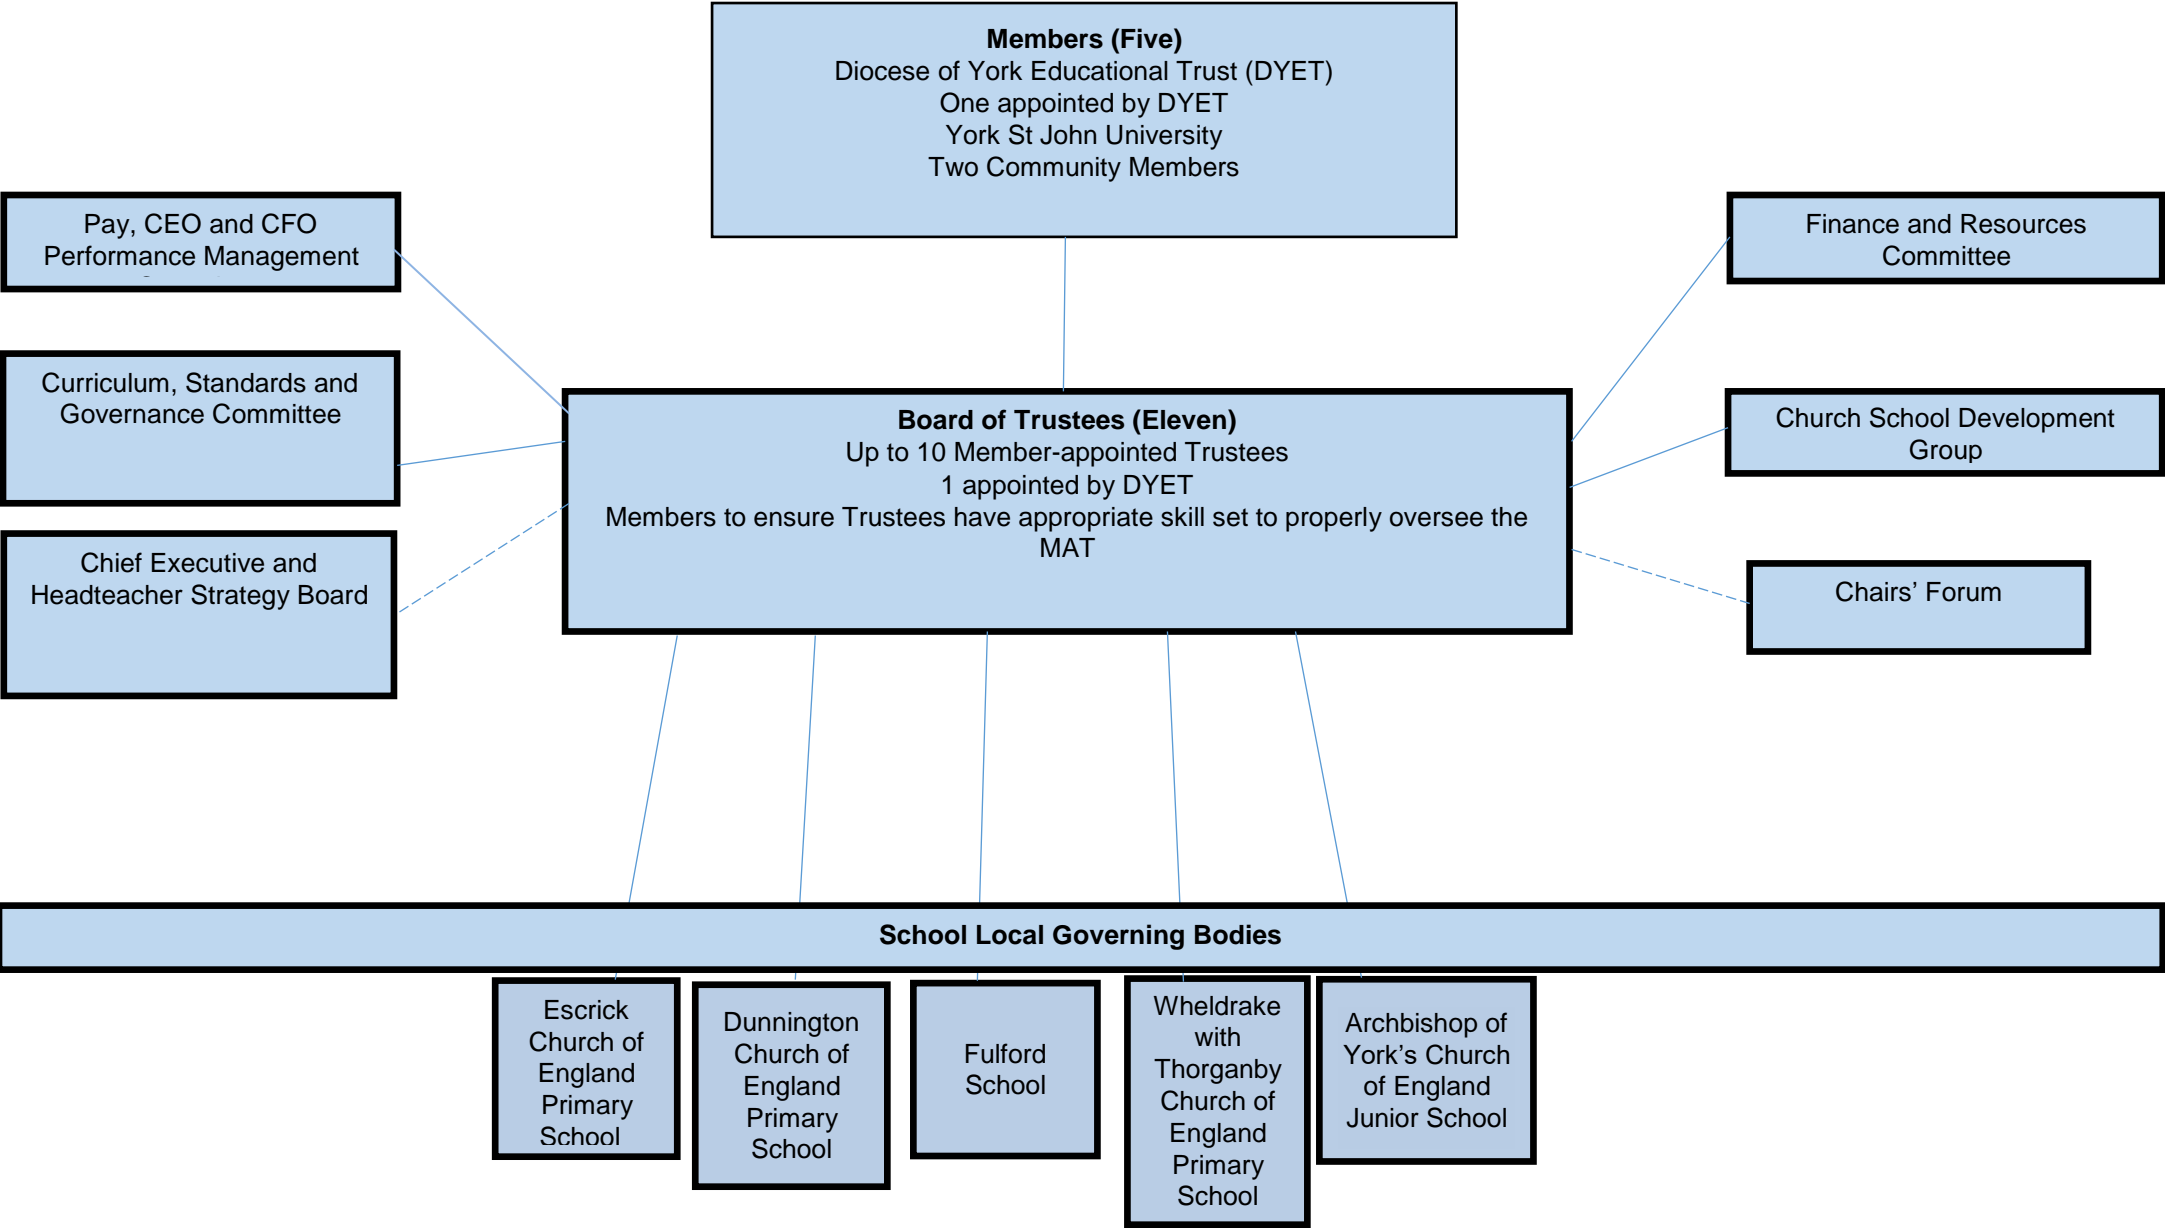 Members (Five)
Diocese of York Educational Trust (DYET)
One appointed by DYET
York St John University
Two Community Members
Pay, CEO and CFO
Performance Management
Finance and Resources
Committee
Curriculum, Standards and
Governance Committee
Board of Trustees (Eleven)
Up to 10 Member-appointed Trustees
1 appointed by DYET
Members to ensure Trustees have appropriate skill set to properly oversee the
MAT
Church School Development
Group
Chief Executive and
Headteacher Strategy Board
Chairs’ Forum
School Local Governing Bodies
Escrick
Church of
England
Primary
School
Dunnington
Church of
England
Primary
School
Fulford
School
Wheldrake
with
Thorganby
Church of
England
Primary
School
Archbishop of
York’s Church
of England
Junior School